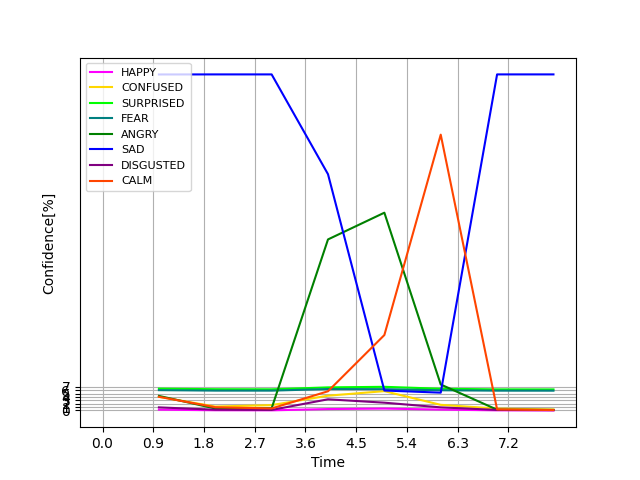 HAPPY
CONFUSED
SURPRISED
FEAR
ANGRY
SAD
DISGUSTED
CALM
Confidence[%]
0.0 0.9 1.8 2.7 3.6 4.5 5.4 6.3 7.2
Time